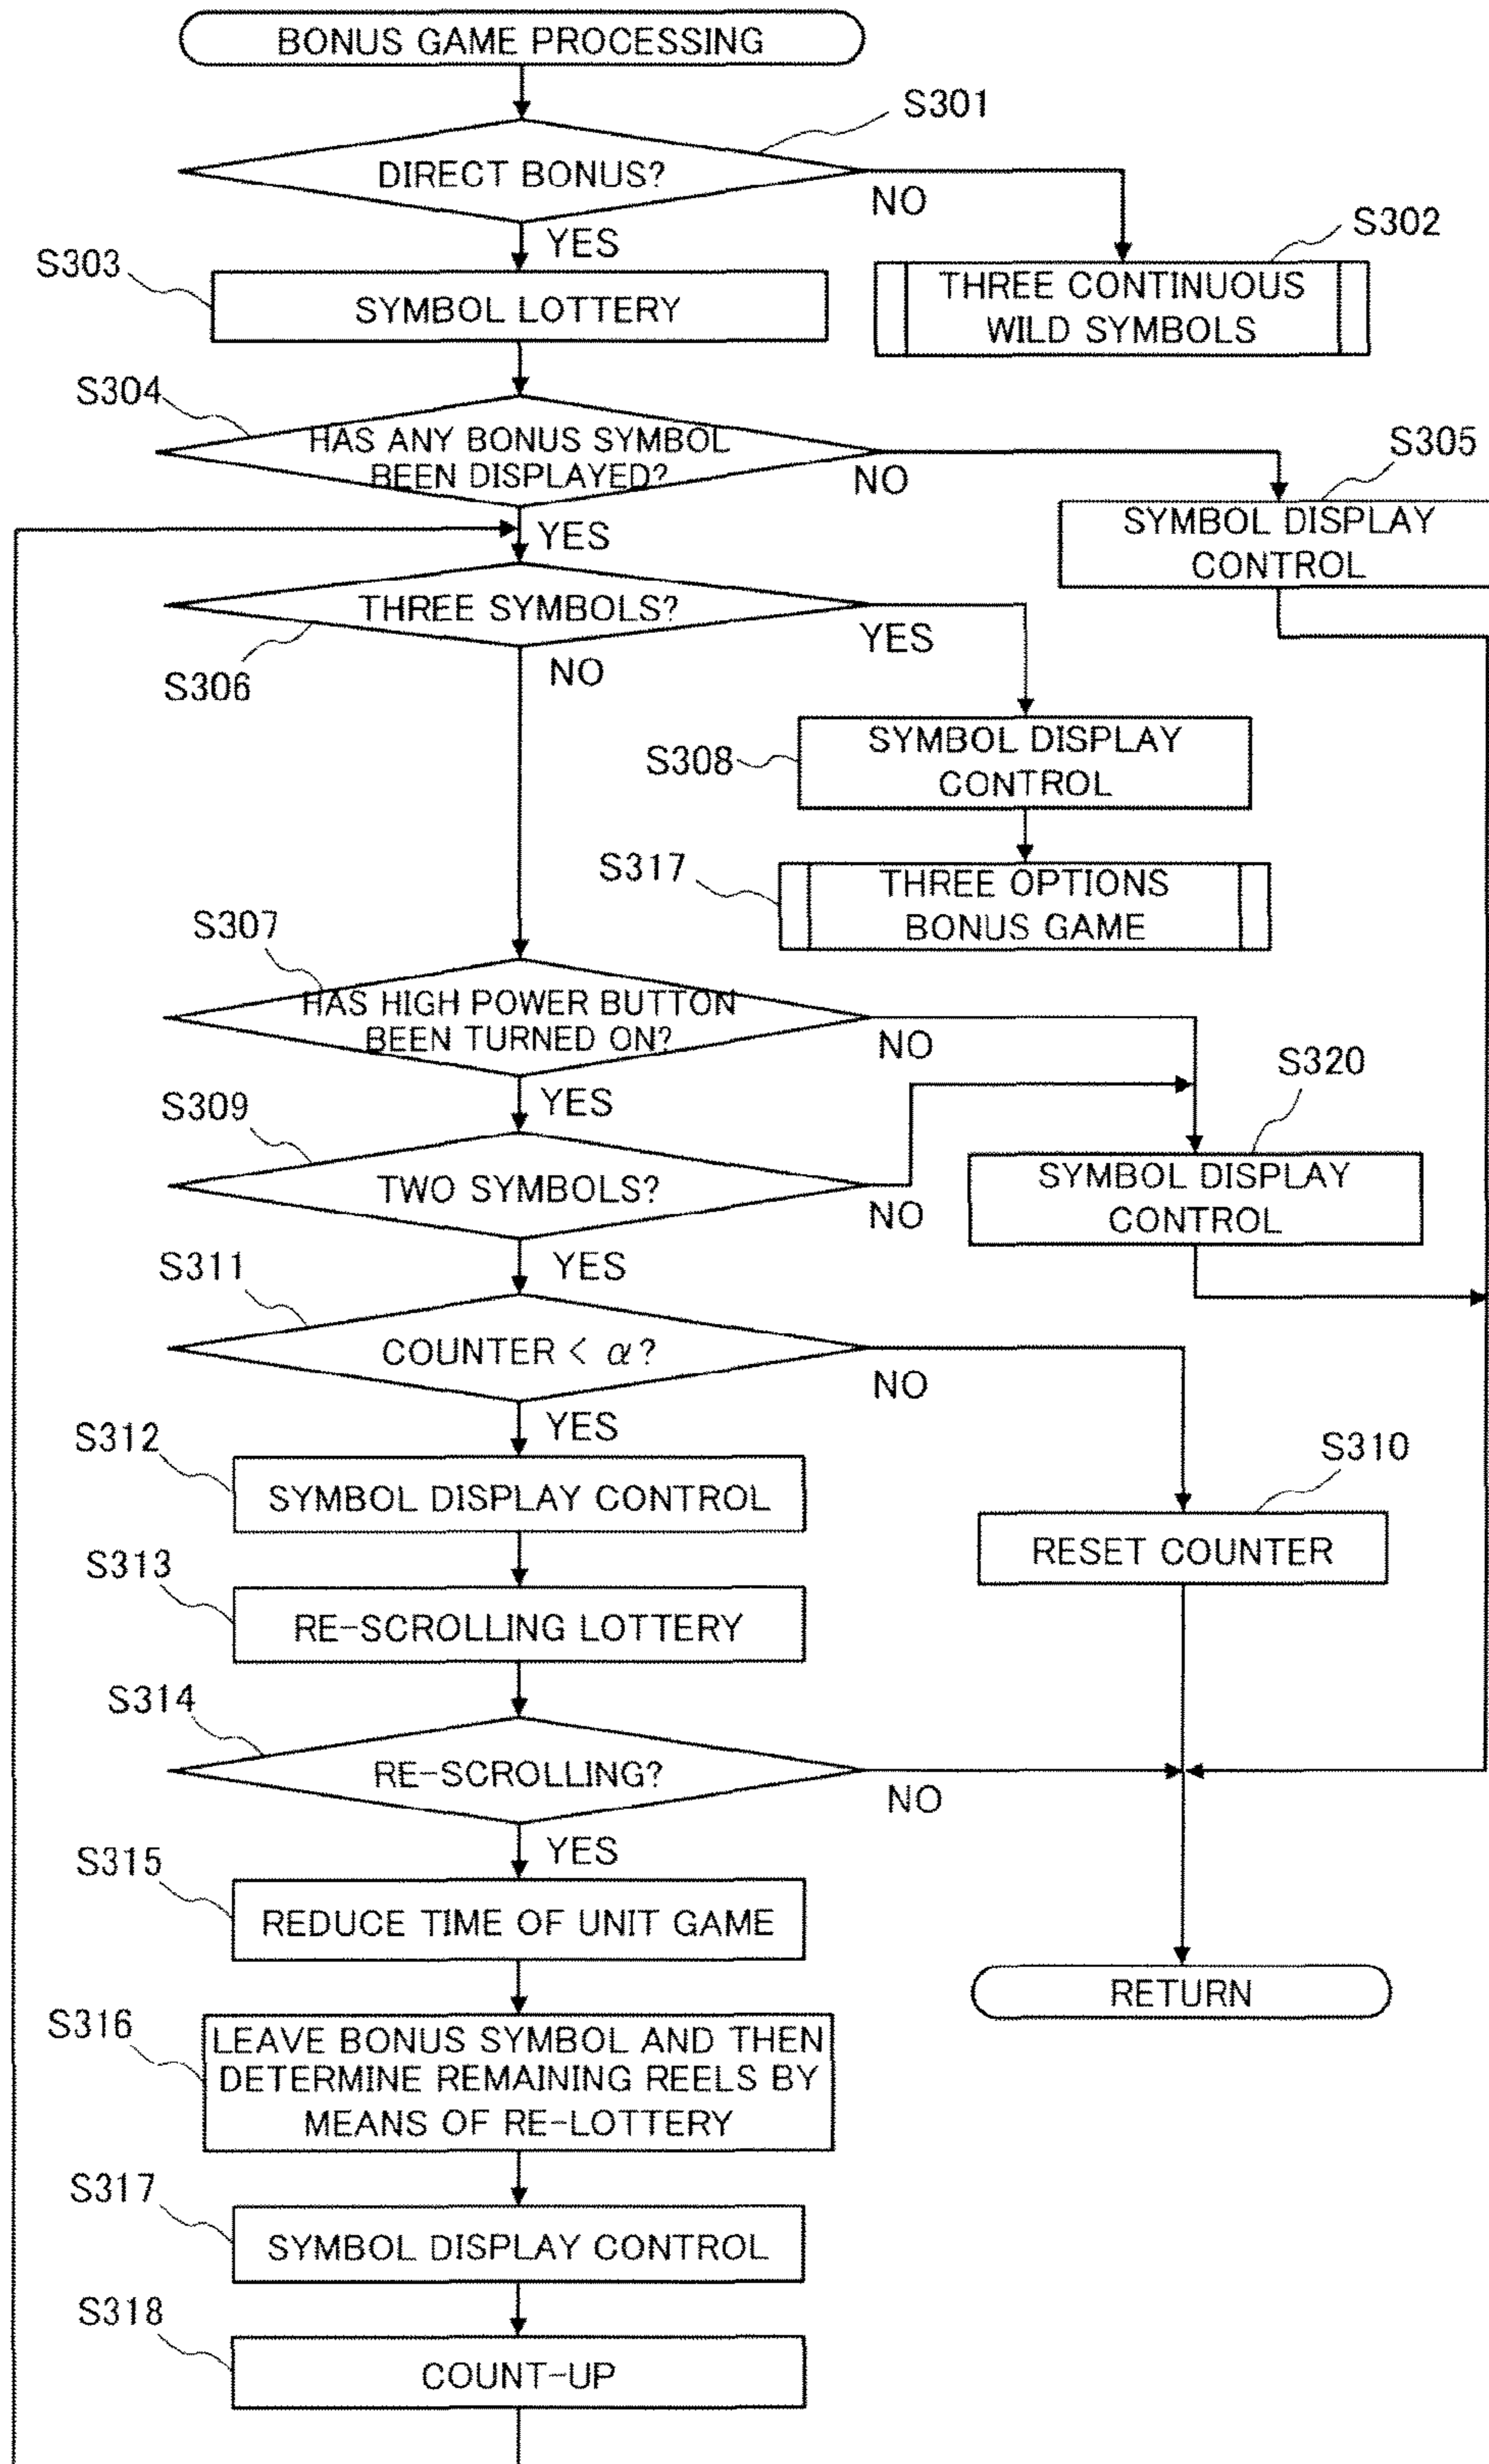 BONUS GAME PROCESSING
S301
DIRECT BONUS?
NO
YES
S302
THREE CONTINUOUS
WILD SYMBOLS
S303
SYMBOL LOTTERY
S304
HAS ANY BONUS SYMBOL
BEEN DISPLAYED?
NO
YES
S305
SYMBOL DISPLAY
CONTROL
THREE SYMBOLS?
YES
S306
NO
S308
SYMBOL DISPLAY
CONTROL
S317
THREE OPTIONS
BONUS GAME
S307
HAS HIGH POWER BUTTON
BEEN TURNED ON?
NO
YES
S320
SYMBOL DISPLAY
CONTROL
S309
TWO SYMBOLS?
NO
YES
S311
COUNTER < α?
NO
YES
S310
RESET COUNTER
S312
SYMBOL DISPLAY CONTROL
S313
RE-SCROLLING LOTTERY
S314
RE-SCROLLING?
NO
YES
S315
REDUCE TIME OF UNIT GAME
RETURN
S316
LEAVE BONUS SYMBOL AND THEN
DETERMINE REMAINING REELS BY
MEANS OF RE-LOTTERY
S317
SYMBOL DISPLAY CONTROL
S318
COUNT-UP